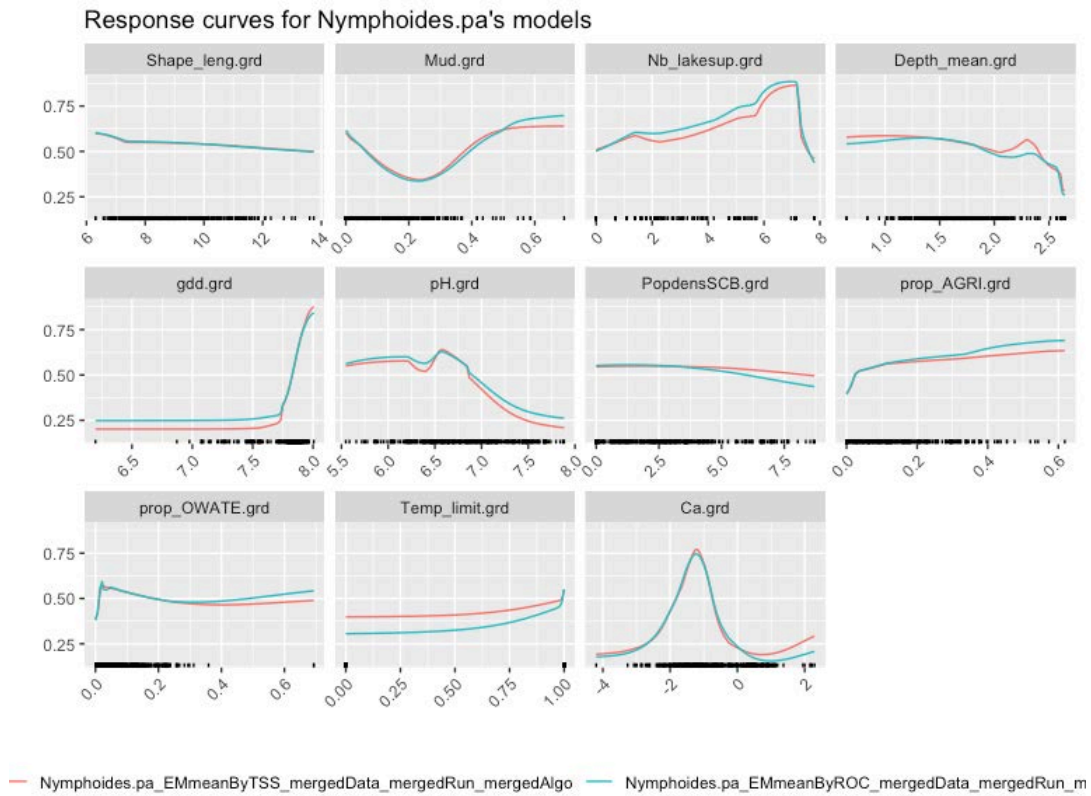 Response curves for Nymphoides.pa's models
Shape_leng.grd Mud.grd Nb_lakesup.grd Depth_mean.grd
0.75
0.50
0.25
6 8 10 12 14 0.0 0.2 0.4 0.6 0 2 4 6 8 1.0 1.5 2.0 2.5
gdd.grd pH.grd PopdensSCB.grd prop_AGRI.grd
0.75
0.50
0.25
6.5 7.0 7.5 8.0 5.5 6.0 6.5 7.0 7.5 8.0 0.0 2.5 5.0 7.5 0.0 0.2 0.4 0.6
prop_OWATE.grd Temp_limit.grd Ca.grd
0.75
0.50
0.25
0.0 0.2 0.4 0.6 0.00 0.25 0.50 0.75 1.00 -4 -2 0 2
Nymphoides.pa_EMmeanByTSS_mergedData_mergedRun_mergedAlgo Nymphoides.pa_EMmeanByROC_mergedData_mergedRun_m